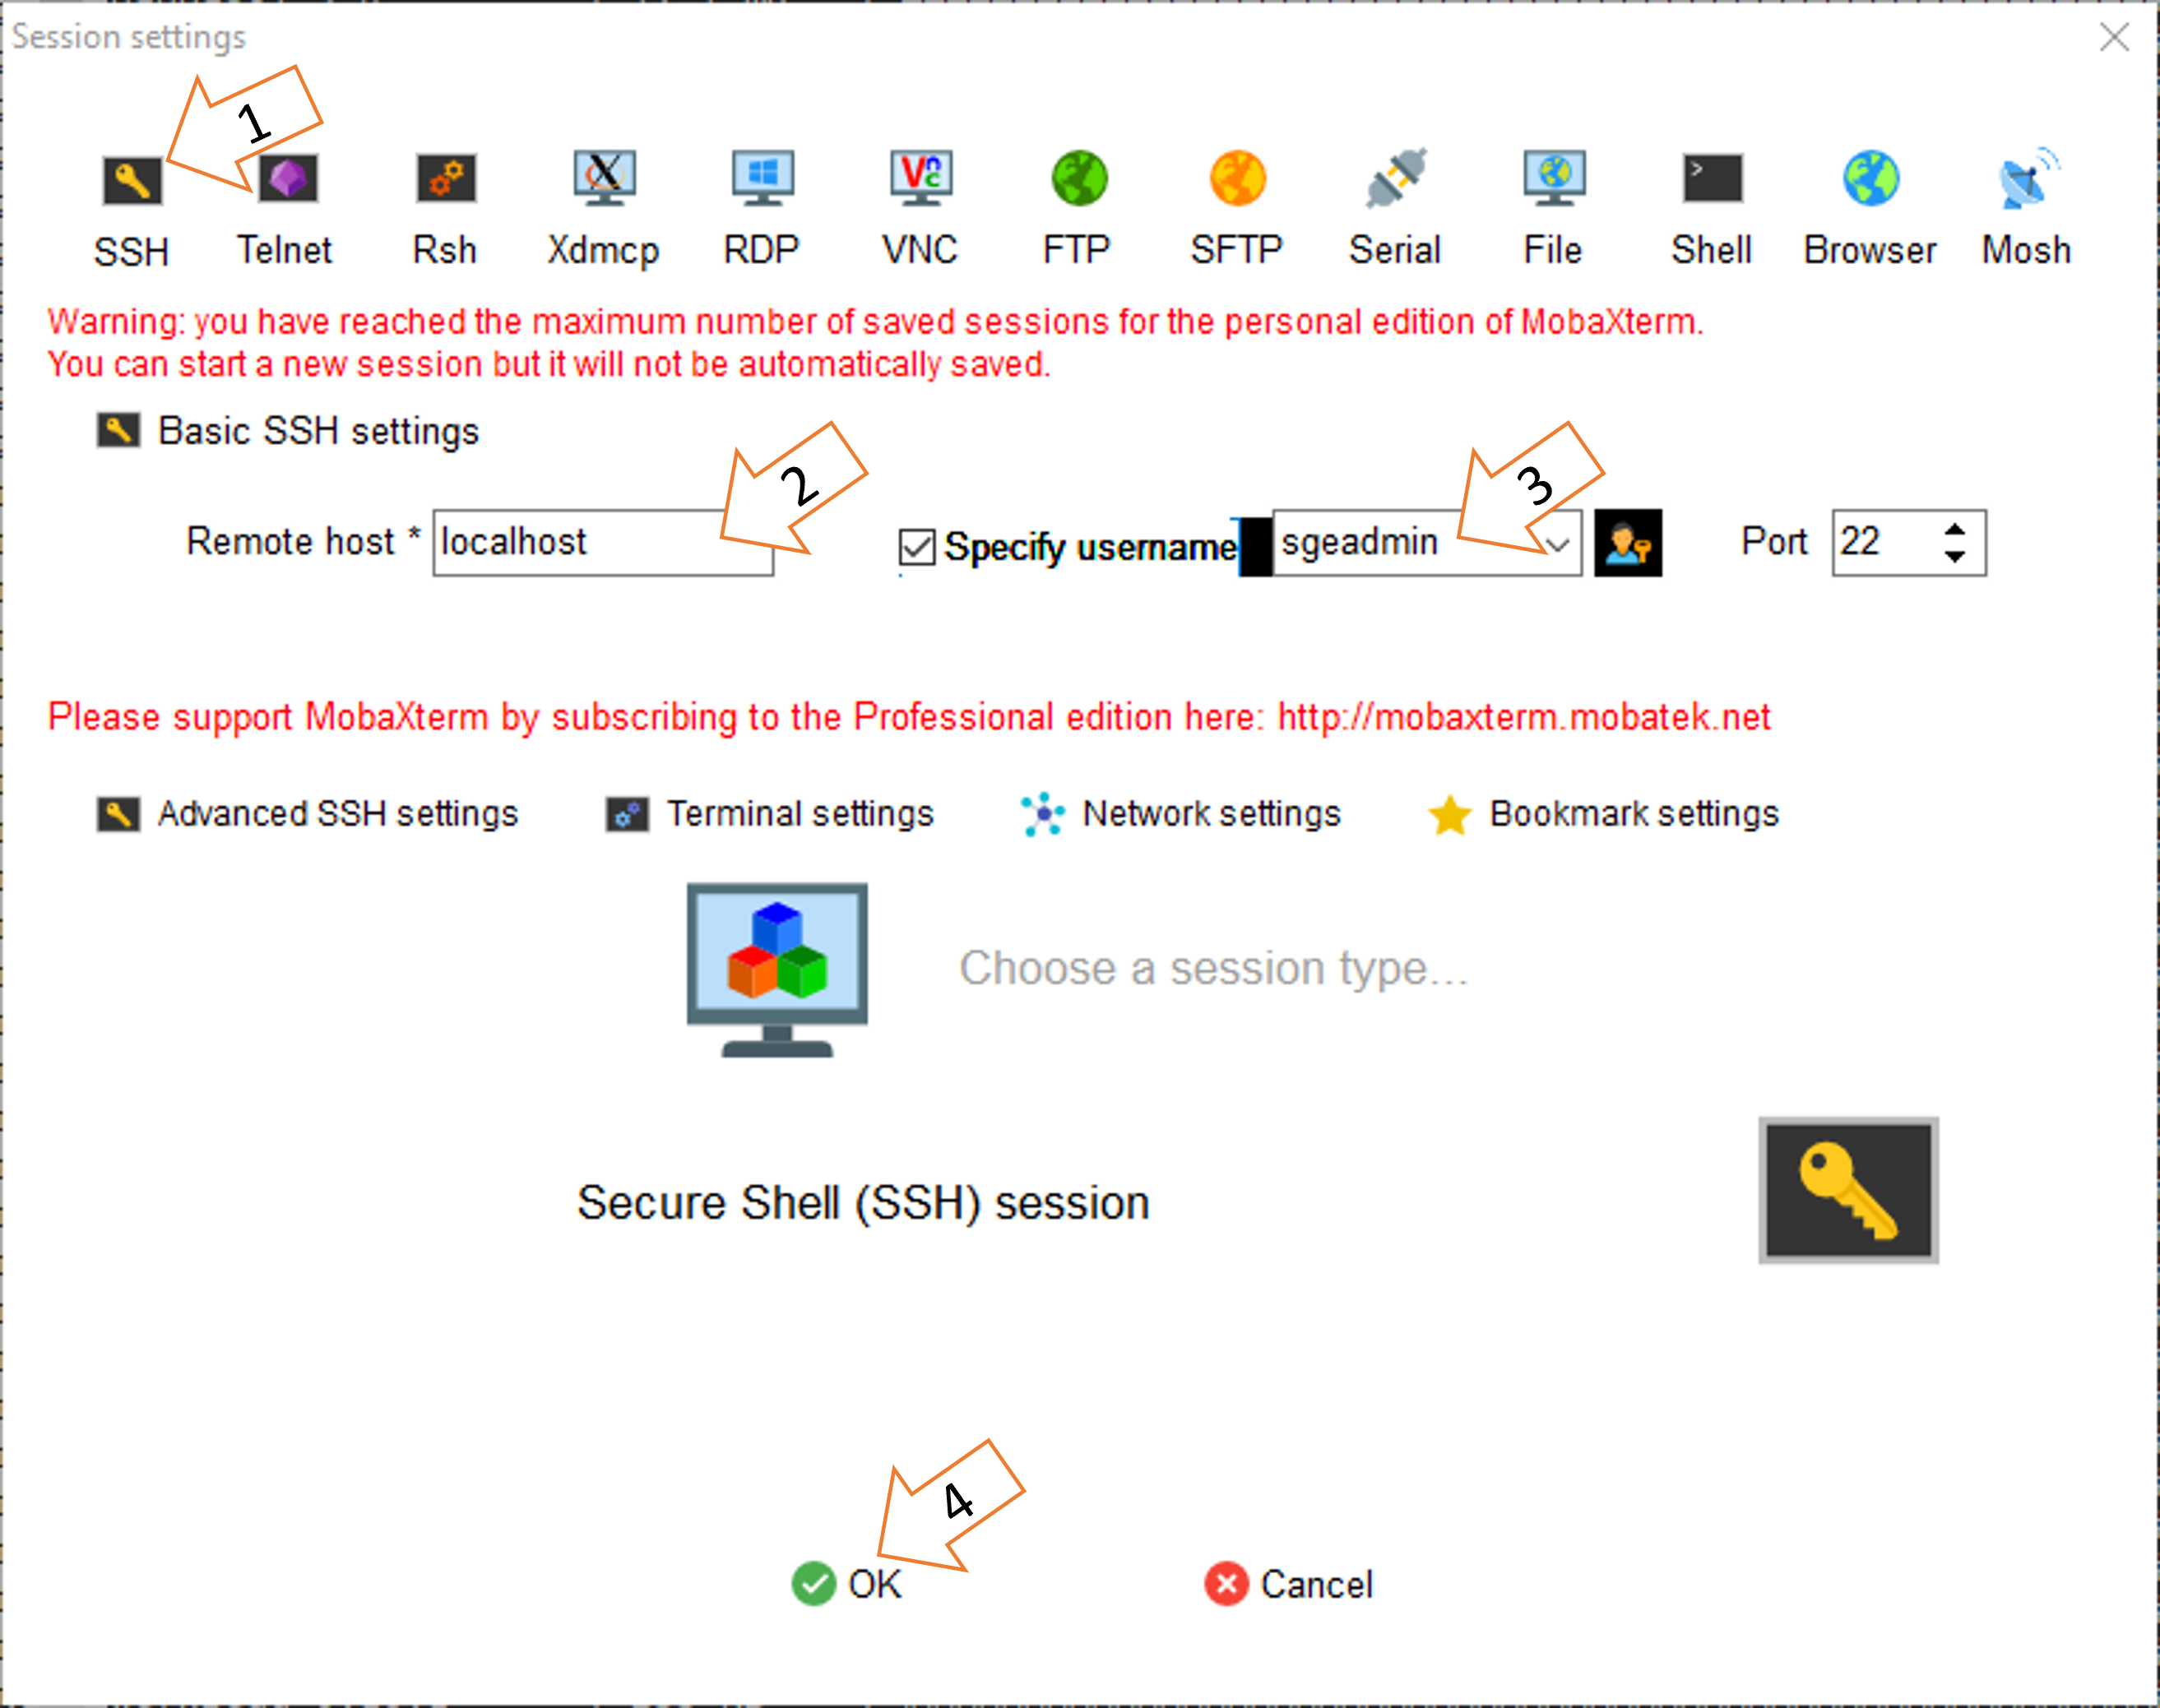 Session settings
1
SSH Telnet Rsh Xdmcp RDP VNC FTP SFTP Serial File Shell Browser Mosh
Warning: you have reached the maximum number of saved sessions for the personal edition of MobaXterm.
You can start a new session but it will not be automatically saved.
Basic SSH settings
2
3
Remote host * localhost Specify username sgeadmin Port 22
Please support MobaXterm by subscribing to the Professional edition here: http://mobaxterm.mobatek.net
Advanced SSH settings Terminal settings Network settings Bookmark settings
Choose a session type...
Secure Shell (SSH) session
4
OK Cancel